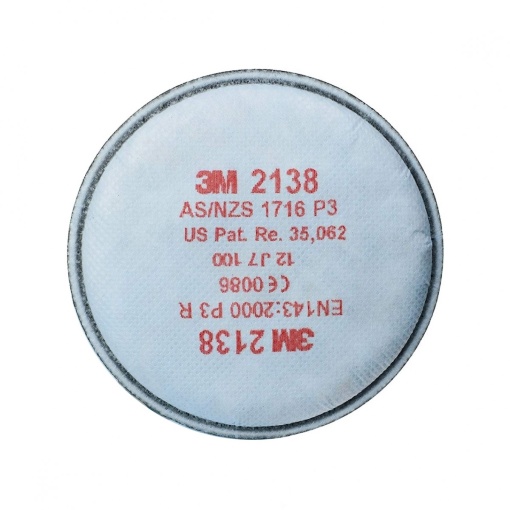 3M 2138
AS/NZS 1716 P3
US Pat. Re. 35,062
12 J7 100
CE 0086
EN143:2000 P3 R
3M 2138